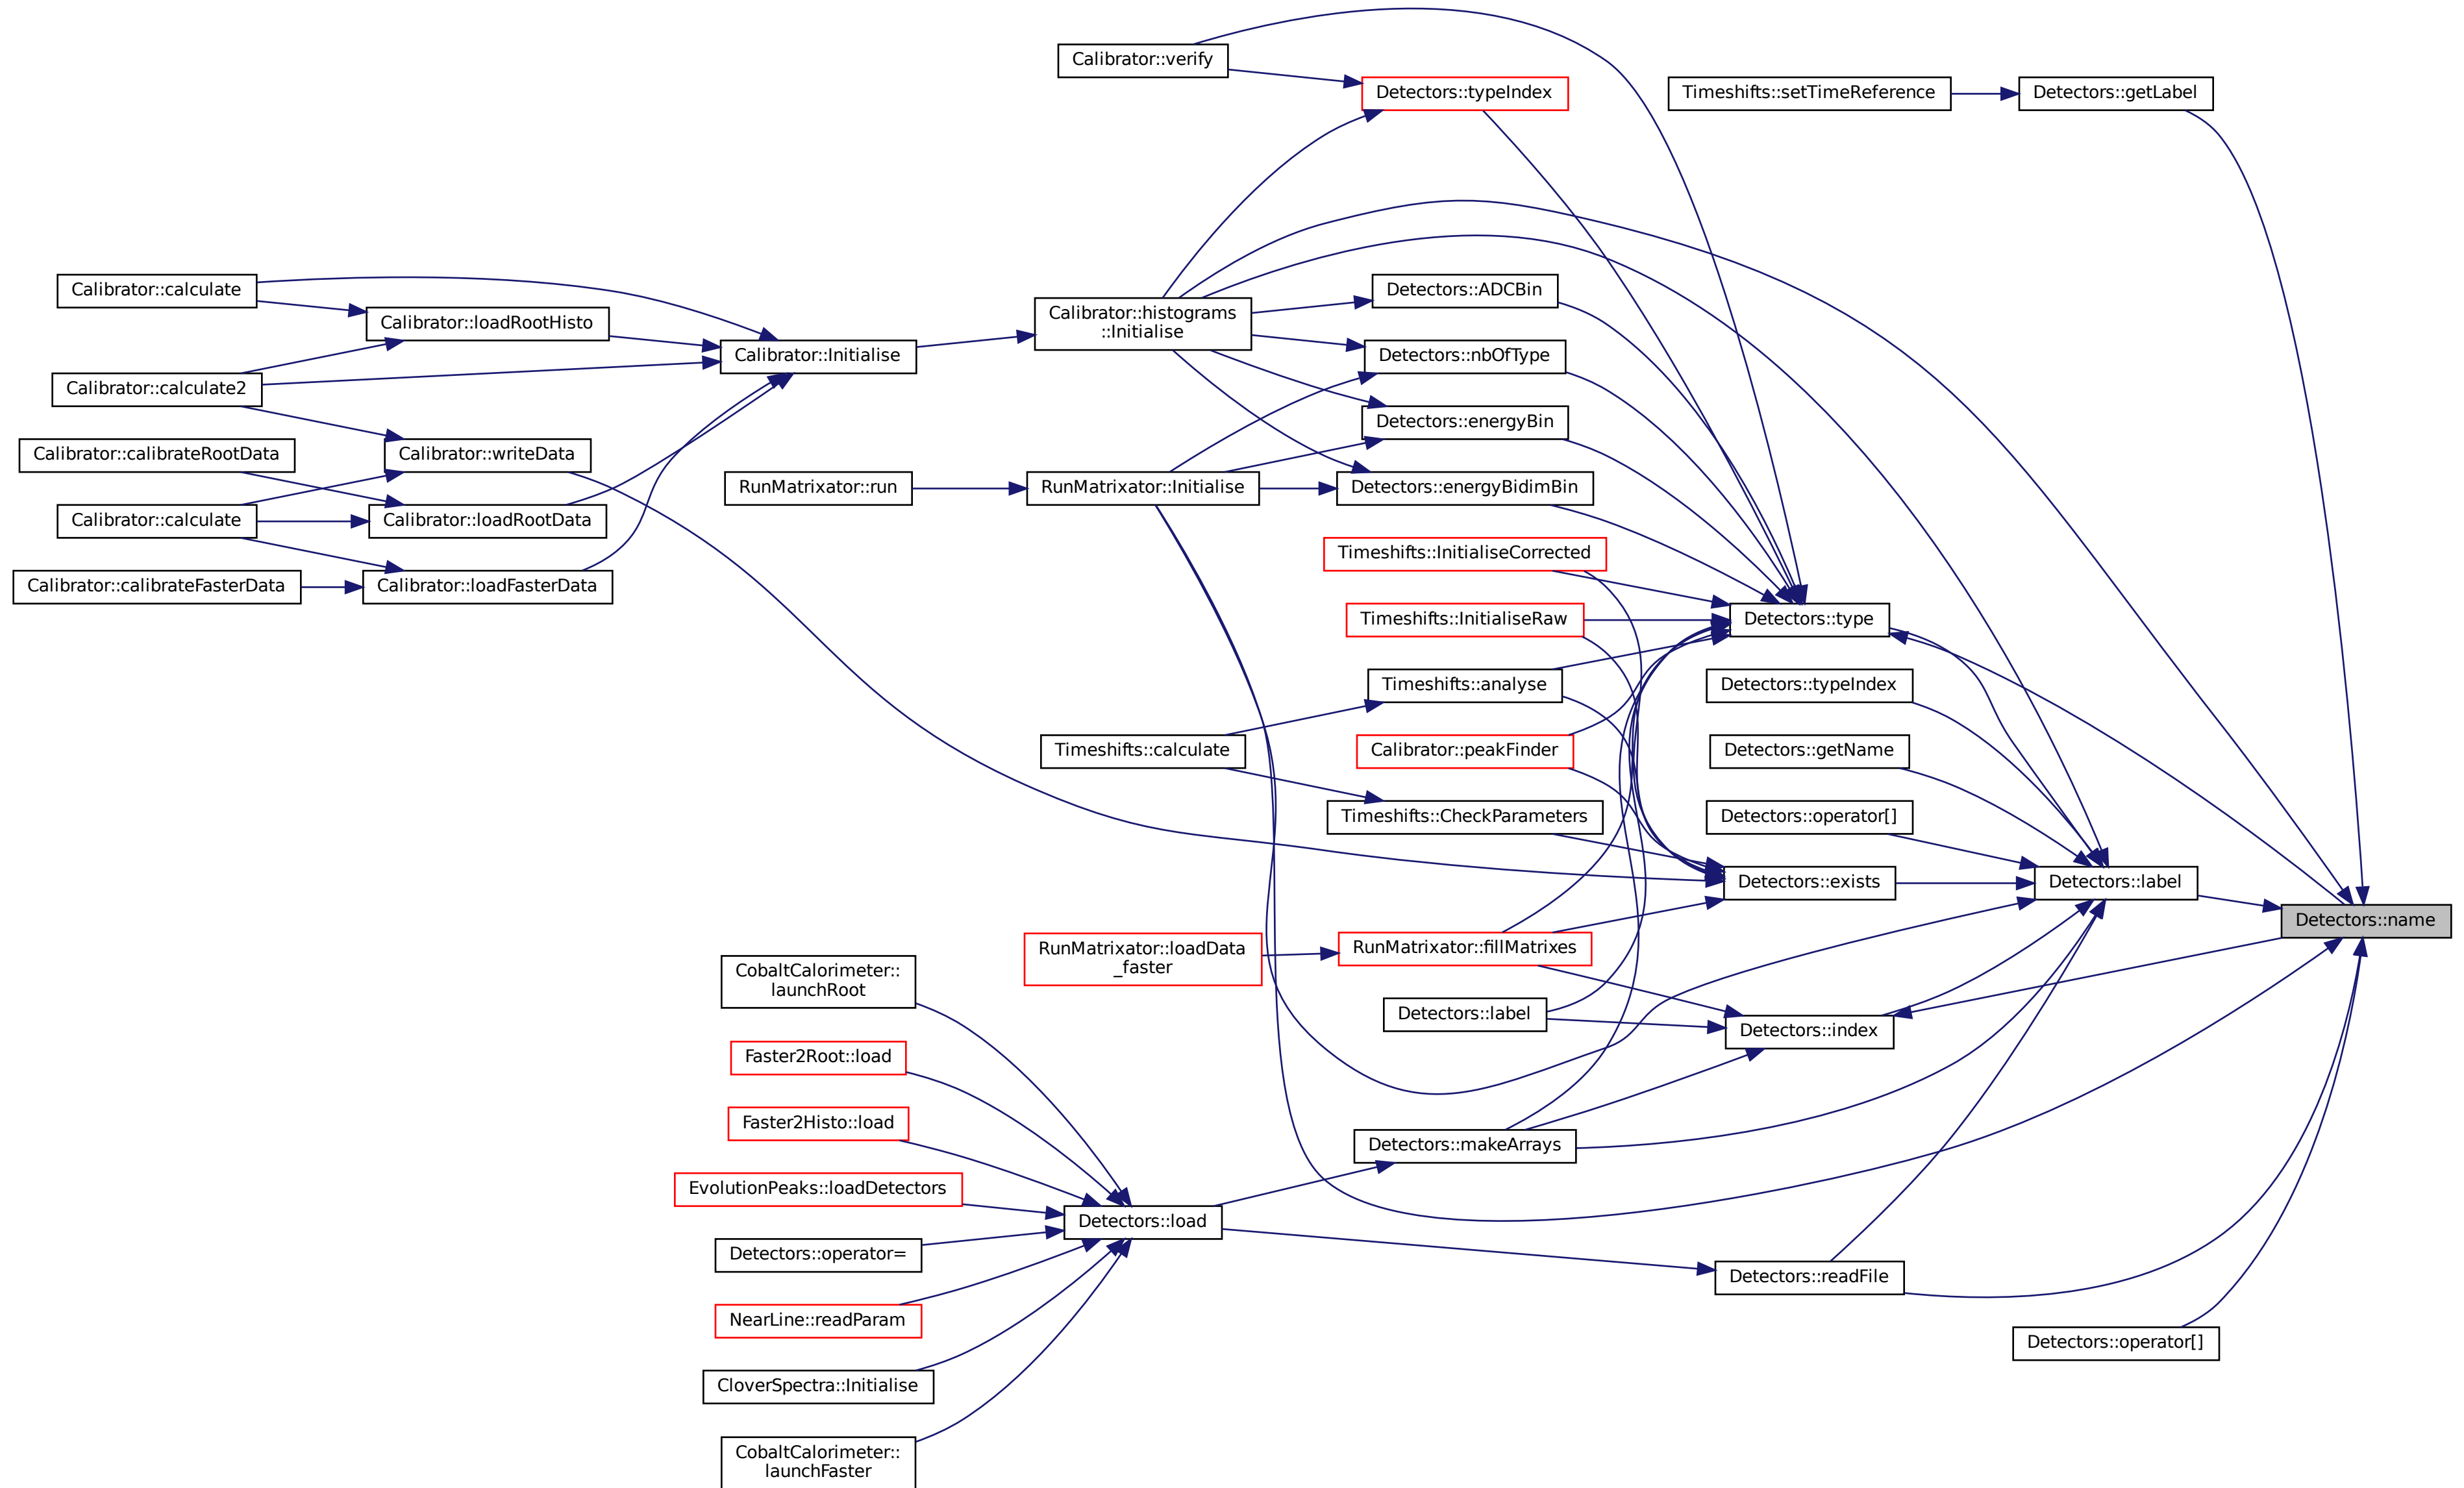 Calibrator::verify
Detectors::typeIndex
Timeshifts::setTimeReference
Detectors::getLabel
Calibrator::calculate
Calibrator::loadRootHisto
Calibrator::Initialise
Calibrator::histograms
::Initialise
Detectors::ADCBin
Detectors::nbOfType
Calibrator::calculate2
Detectors::energyBin
Calibrator::calibrateRootData
Calibrator::writeData
RunMatrixator::run
RunMatrixator::Initialise
Detectors::energyBidimBin
Calibrator::calculate
Calibrator::loadRootData
Timeshifts::InitialiseCorrected
Calibrator::calibrateFasterData
Calibrator::loadFasterData
Timeshifts::InitialiseRaw
Detectors::type
Timeshifts::analyse
Detectors::typeIndex
Timeshifts::calculate
Calibrator::peakFinder
Detectors::getName
Timeshifts::CheckParameters
Detectors::operator[]
Detectors::exists
Detectors::label
Detectors::name
RunMatrixator::loadData
_faster
RunMatrixator::fillMatrixes
CobaltCalorimeter::
launchRoot
Detectors::label
Detectors::index
Faster2Root::load
Faster2Histo::load
Detectors::makeArrays
EvolutionPeaks::loadDetectors
Detectors::load
Detectors::operator=
Detectors::readFile
NearLine::readParam
Detectors::operator[]
CloverSpectra::Initialise
CobaltCalorimeter::
launchFaster